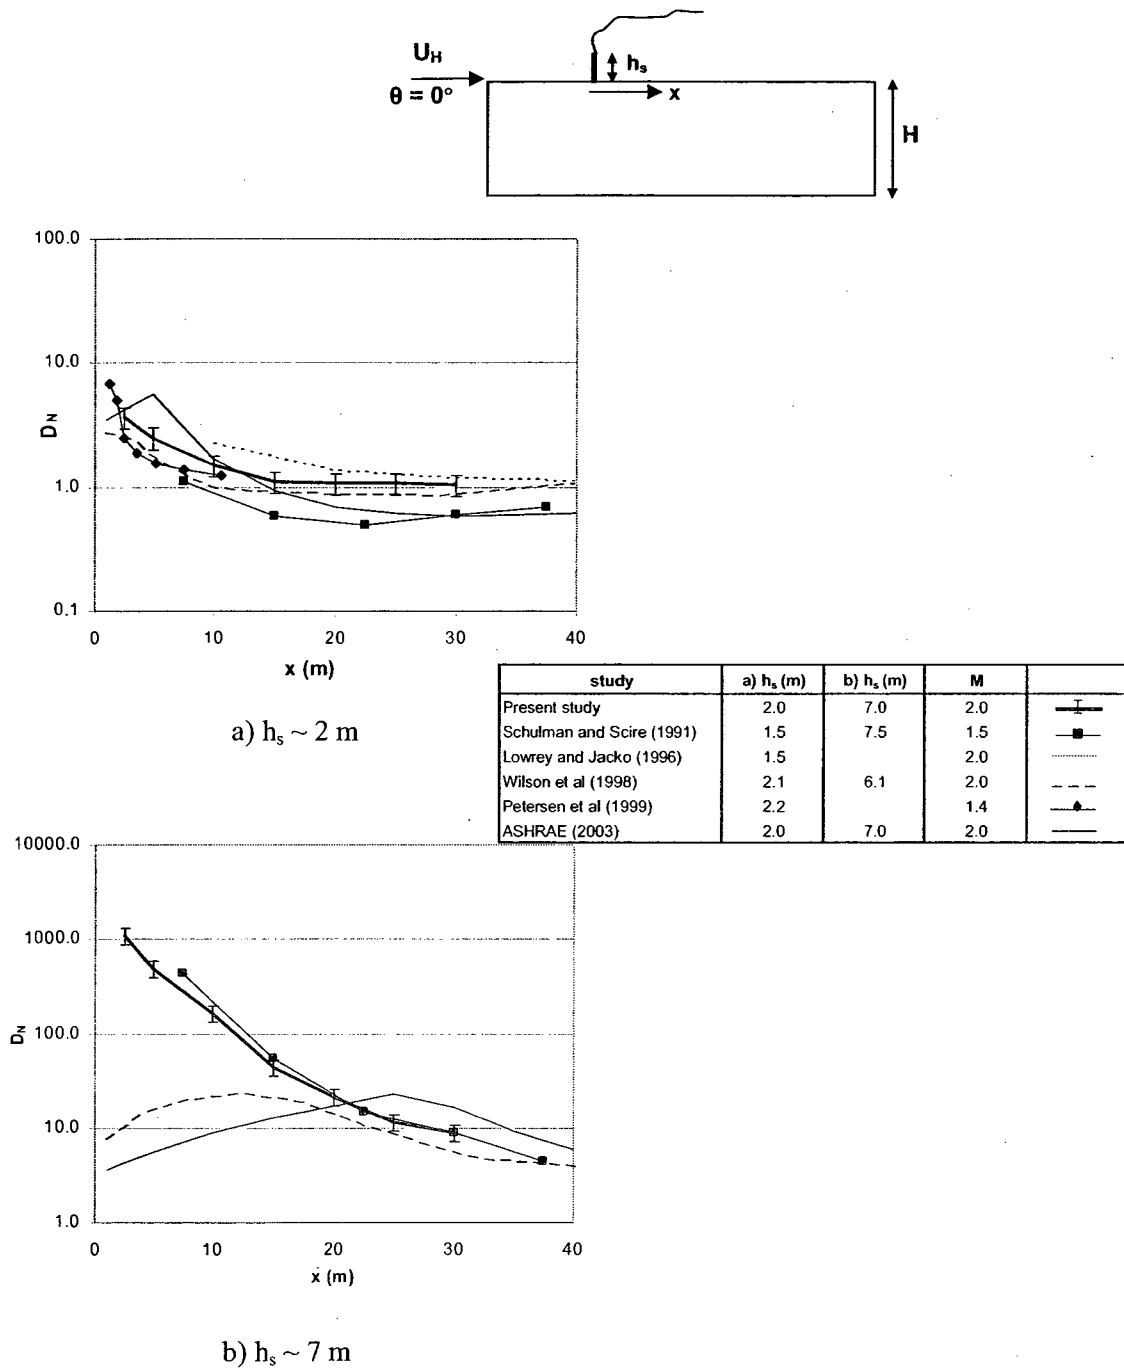 U_H
h_s
θ = 0°
x
H
100.0
10.0
1.0
0.1
D_N
0 10 20 30 40
x (m)
a) h_s ~ 2 m
study a) h_s (m) b) h_s (m) M
Present study 2.0 7.0 2.0
Schulman and Scire (1991) 1.5 7.5 1.5
Lowrey and Jacko (1996) 1.5 2.0
Wilson et al (1998) 2.1 6.1 2.0
Petersen et al (1999) 2.2 1.4
ASHRAE (2003) 2.0 7.0 2.0
10000.0
1000.0
100.0
10.0
1.0
D_N
0 10 20 30 40
x (m)
b) h_s ~ 7 m